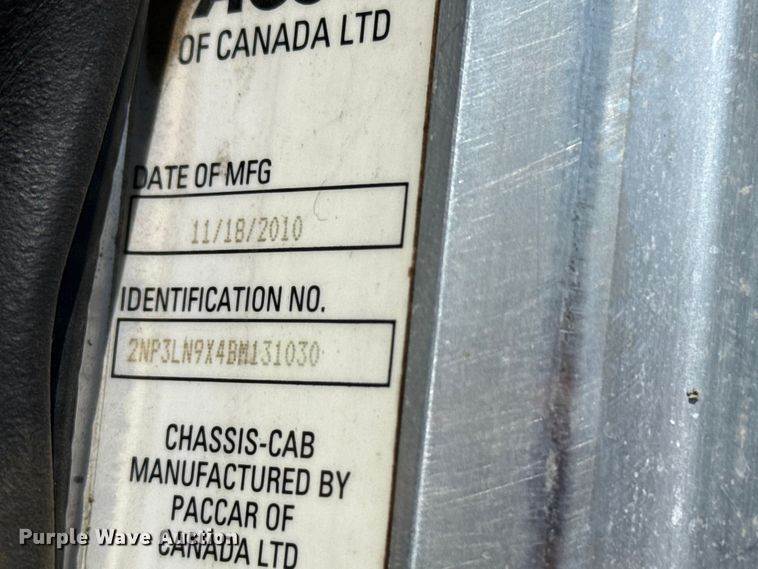 OF CANADA LTD
DATE OF MFG
11/18/2010
IDENTIFICATION NO.
2NP3LN9X4BM131030
CHASSIS-CAB
MANUFACTURED BY
PACCAR OF
CANADA LTD
Purple Wave Auction